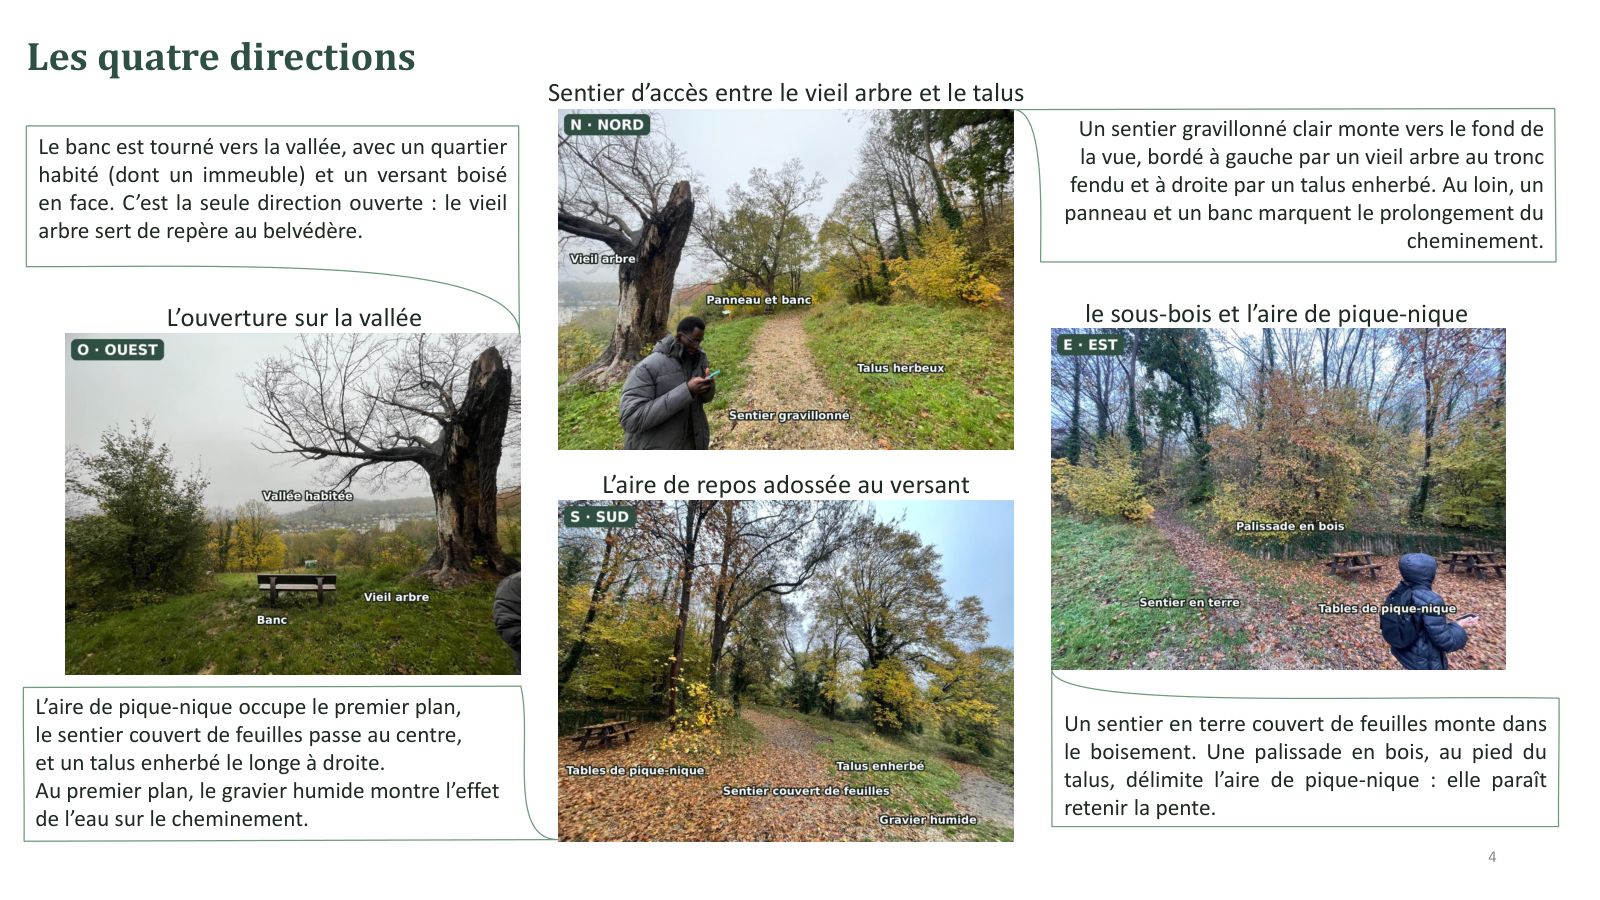 Les quatre directions
Sentier d’accès entre le vieil arbre et le talus
Le banc est tourné vers la vallée, avec un quartier
habité (dont un immeuble) et un versant boisé
en face. C’est la seule direction ouverte : le vieil
arbre sert de repère au belvédère.
N · NORD
Vieil arbre
Panneau et banc
Talus herbeux
Sentier gravillonné
Un sentier gravillonné clair monte vers le fond de
la vue, bordé à gauche par un vieil arbre au tronc
fendu et à droite par un talus enherbé. Au loin, un
panneau et un banc marquent le prolongement du
cheminement.
L’ouverture sur la vallée
O · OUEST
Vallée habitée
Vieil arbre
Banc
le sous-bois et l’aire de pique-nique
E · EST
Palissade en bois
Sentier en terre
Tables de pique-nique
L’aire de repos adossée au versant
S · SUD
Tables de pique-nique
Talus enherbé
Sentier couvert de feuilles
Gravier humide
L’aire de pique-nique occupe le premier plan,
le sentier couvert de feuilles passe au centre,
et un talus enherbé le longe à droite.
Au premier plan, le gravier humide montre l’effet
de l’eau sur le cheminement.
Un sentier en terre couvert de feuilles monte dans
le boisement. Une palissade en bois, au pied du
talus, délimite l’aire de pique-nique : elle paraît
retenir la pente.
4